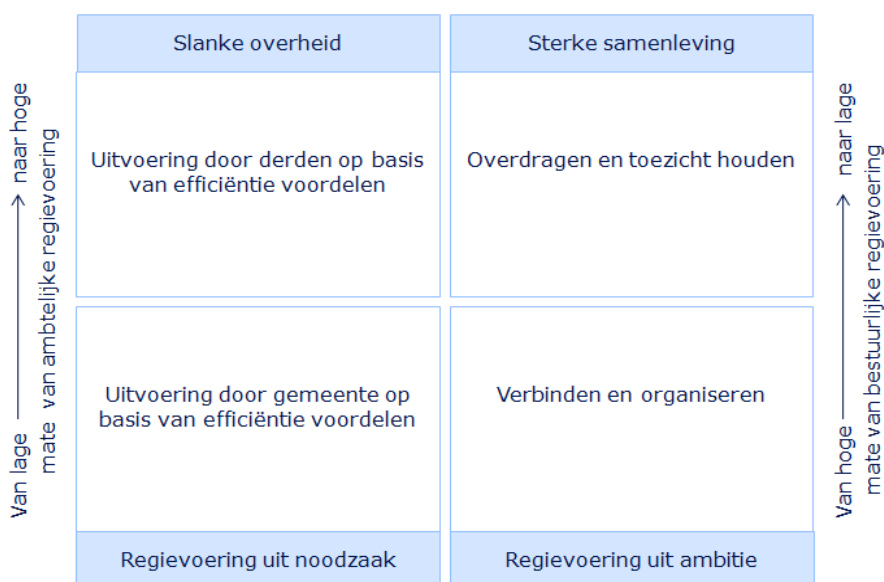 Slanke overheid
Sterke samenleving
Uitvoering door derden op basis
van efficiëntie voordelen
Overdragen en toezicht houden
Uitvoering door gemeente op
basis van efficiëntie voordelen
Verbinden en organiseren
Regievoering uit noodzaak
Regievoering uit ambitie
Van lage naar hoge
mate van ambtelijke regievoering
Van hoge naar lage
mate van bestuurlijke regievoering